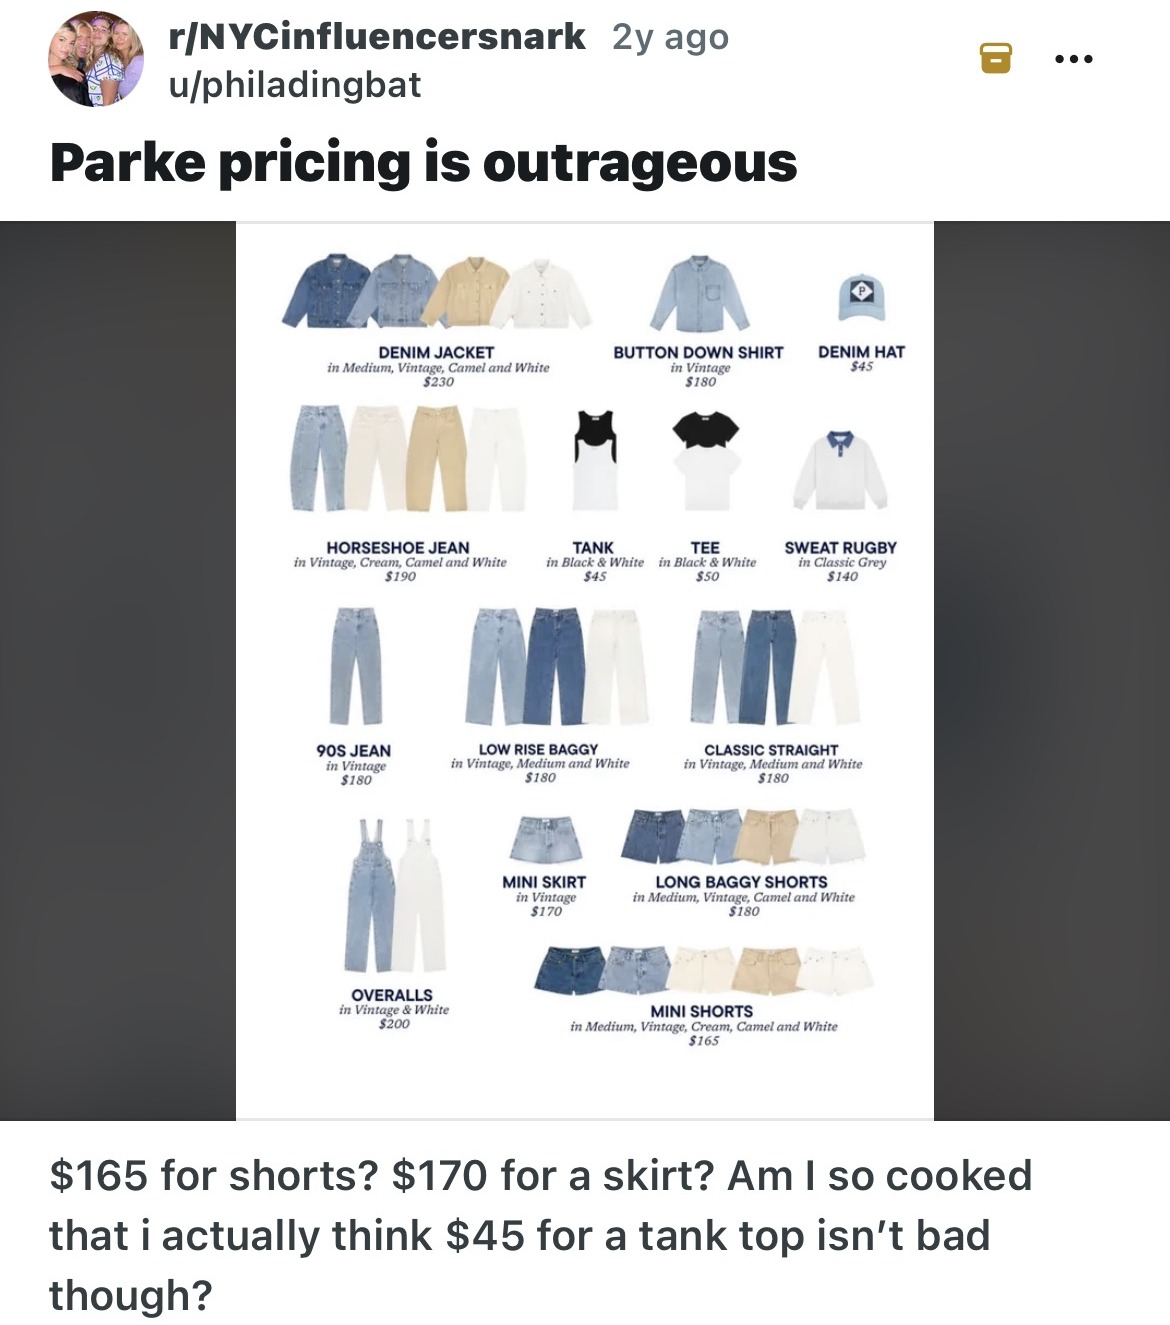 r/NYCinfluencersnark 2y ago
u/philadingbat
Parke pricing is outrageous
P
DENIM JACKET
in Medium, Vintage, Camel and White
$230
BUTTON DOWN SHIRT
in Vintage
$180
DENIM HAT
$45
HORSESHOE JEAN
in Vintage, Cream, Camel and White
$190
TANK
in Black & White
$45
TEE
in Black & White
$50
SWEAT RUGBY
in Classic Grey
$140
90S JEAN
in Vintage
$180
LOW RISE BAGGY
in Vintage, Medium and White
$180
CLASSIC STRAIGHT
in Vintage, Medium and White
$180
OVERALLS
in Vintage & White
$200
MINI SKIRT
in Vintage
$170
LONG BAGGY SHORTS
in Medium, Vintage, Camel and White
$180
MINI SHORTS
in Medium, Vintage, Cream, Camel and White
$165
$165 for shorts? $170 for a skirt? Am I so cooked
that i actually think $45 for a tank top isn’t bad
though?